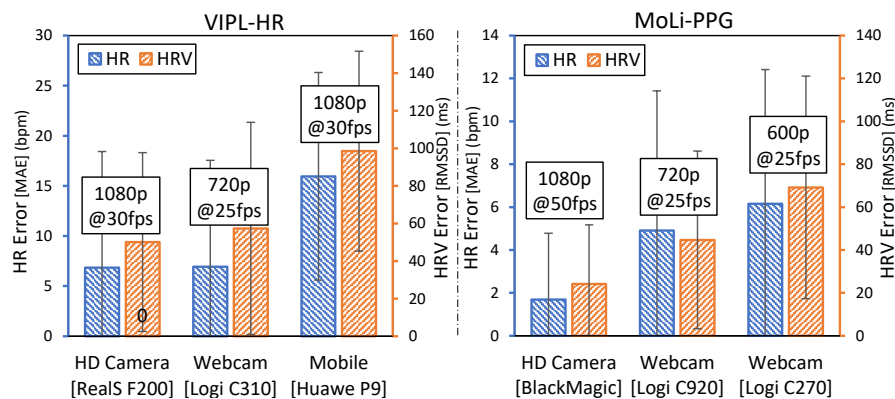 VIPL-HR
MoLi-PPG
HR Error [MAE] (bpm)
30
25
20
15
10
5
0
HR HRV
1080p
@30fps
720p
@25fps
1080p
@30fps
0
160
140
120
100
80
60
40
20
0
HRV Error [RMSSD] (ms)
HD Camera
[RealS F200]
Webcam
[Logi C310]
Mobile
[Huawe P9]
HR Error [MAE] (bpm)
14
12
10
8
6
4
2
0
HR HRV
1080p
@50fps
720p
@25fps
600p
@25fps
140
120
100
80
60
40
20
0
HRV Error [RMSSD] (ms)
HD Camera
[BlackMagic]
Webcam
[Logi C920]
Webcam
[Logi C270]